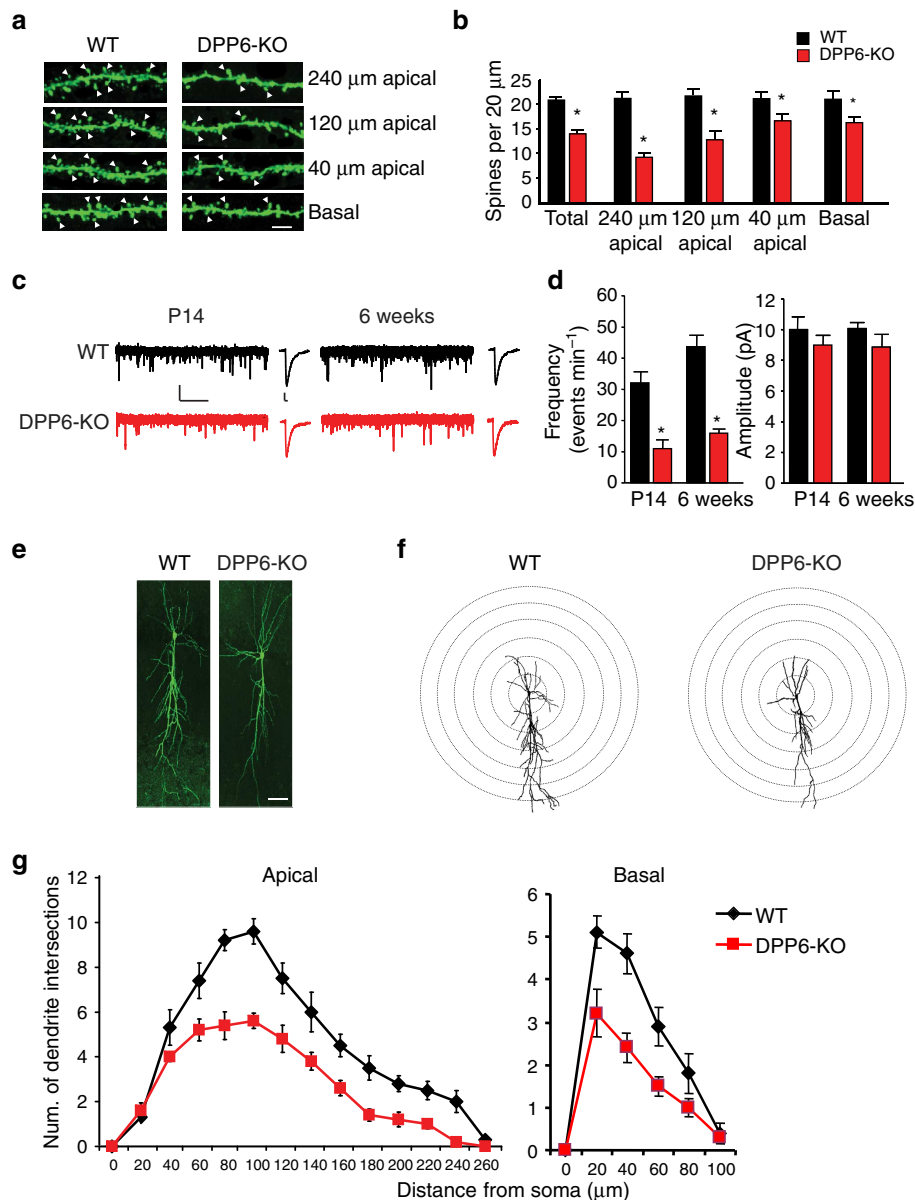 a
WT DPP6-KO
240 μm apical
120 μm apical
40 μm apical
Basal
b
WT
DPP6-KO
Spines per 20 μm
25
20
15
10
5
0
* * * * *
Total 240 μm apical 120 μm apical 40 μm apical Basal
c
P14 6 weeks
WT
DPP6-KO
d
Frequency (events min⁻¹)
60
50
40
30
20
10
0
* *
P14 6 weeks
Amplitude (pA)
12
10
8
6
4
2
0
P14 6 weeks
e
WT DPP6-KO
f
WT DPP6-KO
g
Apical
Num. of dendrite intersections
12
10
8
6
4
2
0
0 20 40 60 80 100 120 140 160 180 200 220 240 260
Basal
6
5
4
3
2
1
0
0 20 40 60 80 100
WT
DPP6-KO
Distance from soma (μm)